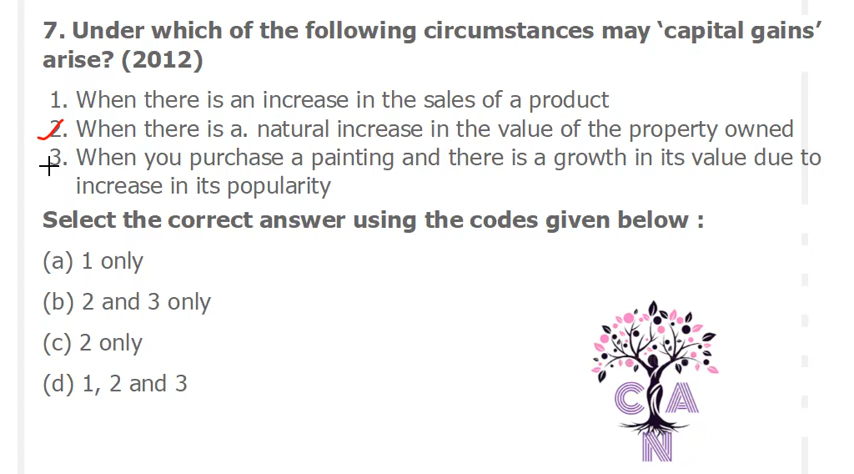 7. Under which of the following circumstances may ‘capital gains’
arise? (2012)
1. When there is an increase in the sales of a product
2. When there is a. natural increase in the value of the property owned
3. When you purchase a painting and there is a growth in its value due to
increase in its popularity
Select the correct answer using the codes given below :
(a) 1 only
(b) 2 and 3 only
(c) 2 only
(d) 1, 2 and 3
C A
N